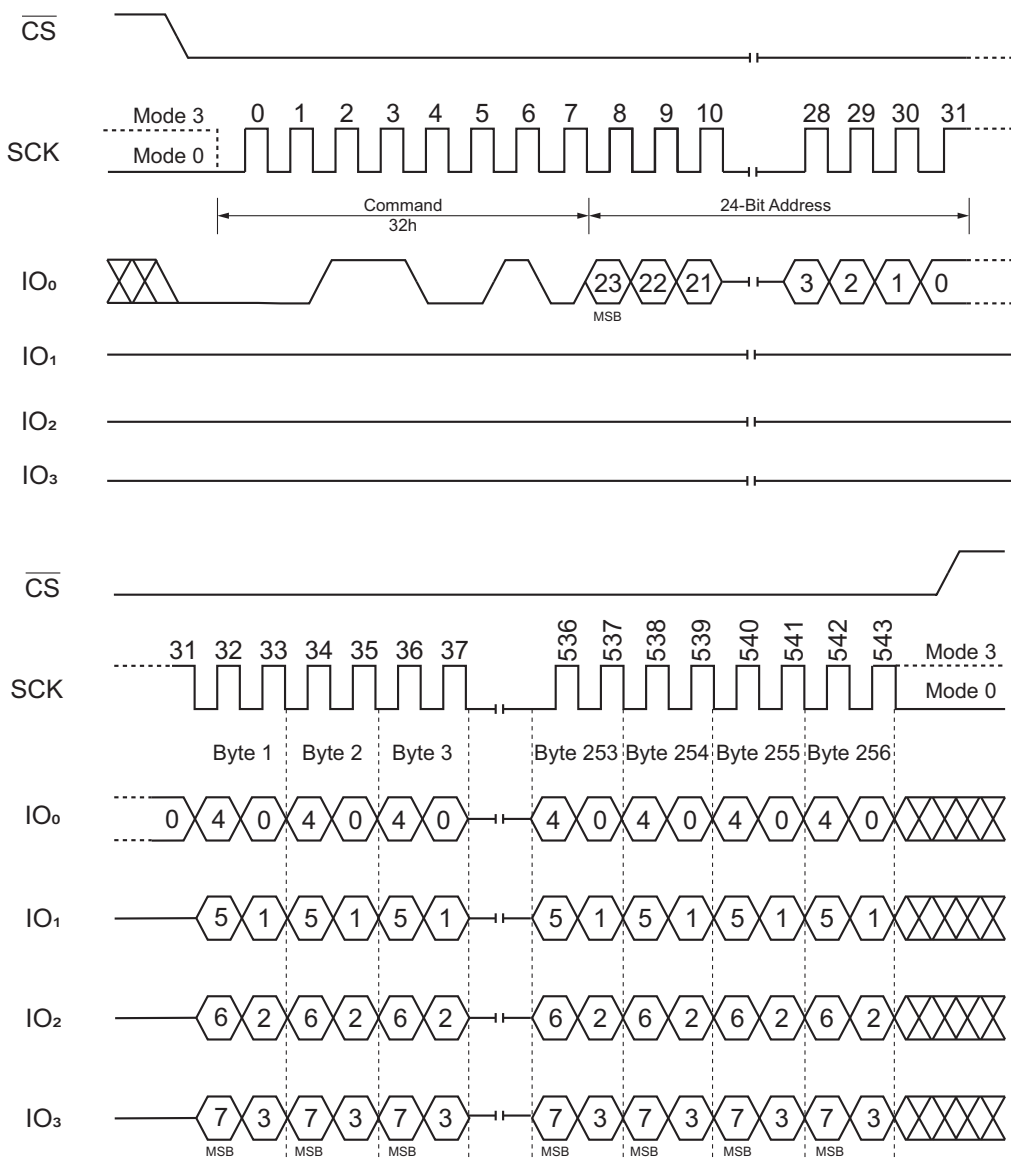 CS
Mode 3
0 1 2 3 4 5 6 7 8 9 10 28 29 30 31
SCK
Mode 0
Command
32h
24-Bit Address
IO₀
23 22 21 3 2 1 0
MSB
IO₁
IO₂
IO₃
CS
31 32 33 34 35 36 37 536 537 538 539 540 541 542 543
Mode 3
SCK
Mode 0
Byte 1 Byte 2 Byte 3 Byte 253 Byte 254 Byte 255 Byte 256
IO₀
0 4 0 4 0 4 0 4 0 4 0 4 0 4 0
IO₁
5 1 5 1 5 1 5 1 5 1 5 1 5 1
IO₂
6 2 6 2 6 2 6 2 6 2 6 2 6 2
IO₃
7 3 7 3 7 3 7 3 7 3 7 3 7 3
MSB MSB MSB MSB MSB MSB MSB